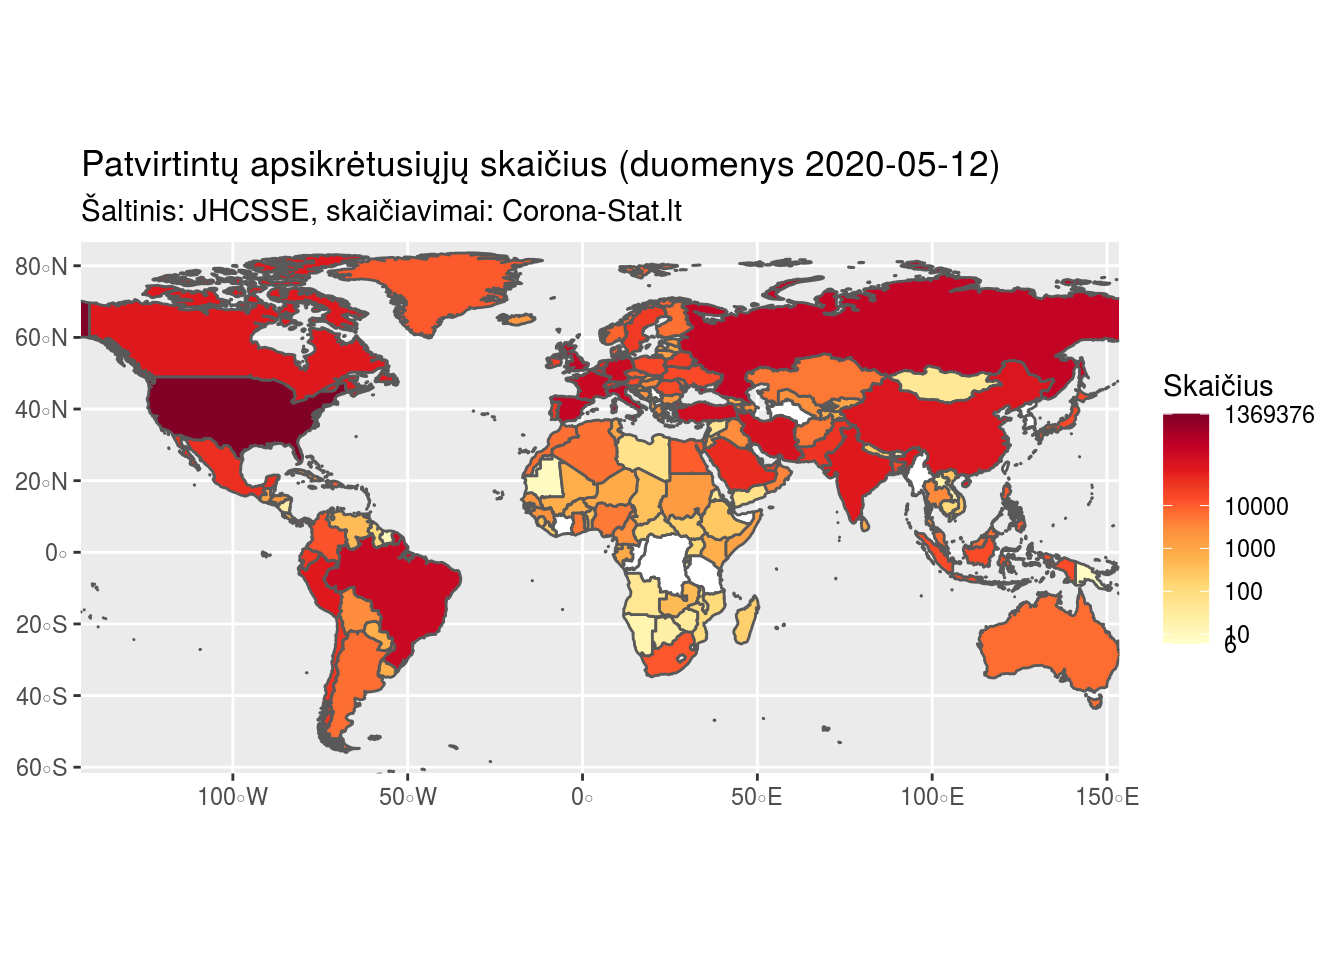 Patvirtintų apsikrėtusiųjų skaičius (duomenys 2020-05-12)
Šaltinis: JHCSSE, skaičiavimai: Corona-Stat.lt
80◦N
60◦N
40◦N
20◦N
0◦
20◦S
40◦S
60◦S
100◦W
50◦W
0◦
50◦E
100◦E
150◦E
Skaičius
1369376
10000
1000
100
10
6